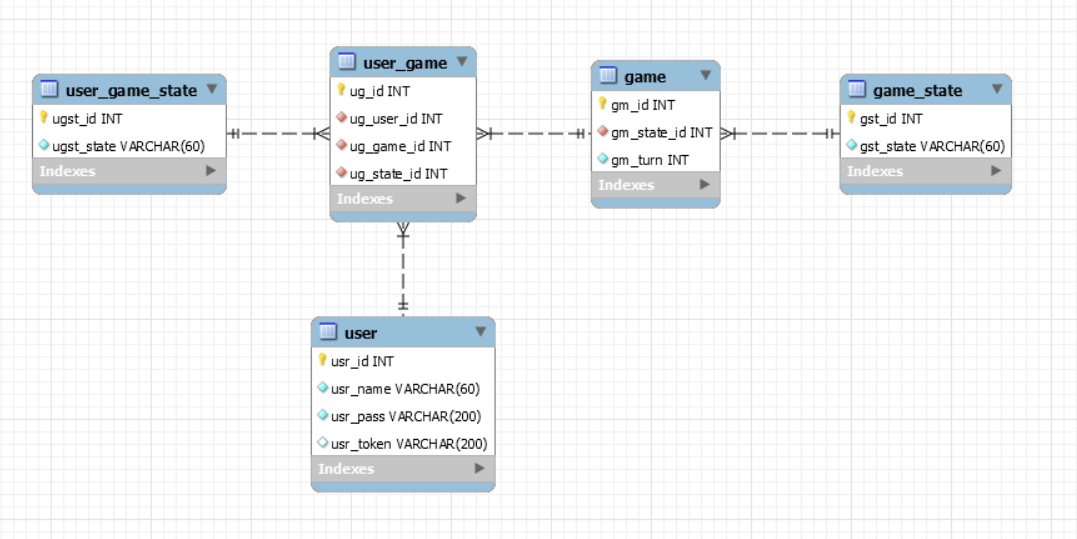 user_game_state
ugst_id INT
ugst_state VARCHAR(60)
Indexes
user_game
ug_id INT
ug_user_id INT
ug_game_id INT
ug_state_id INT
Indexes
game
gm_id INT
gm_state_id INT
gm_turn INT
Indexes
game_state
gst_id INT
gst_state VARCHAR(60)
Indexes
user
usr_id INT
usr_name VARCHAR(60)
usr_pass VARCHAR(200)
usr_token VARCHAR(200)
Indexes